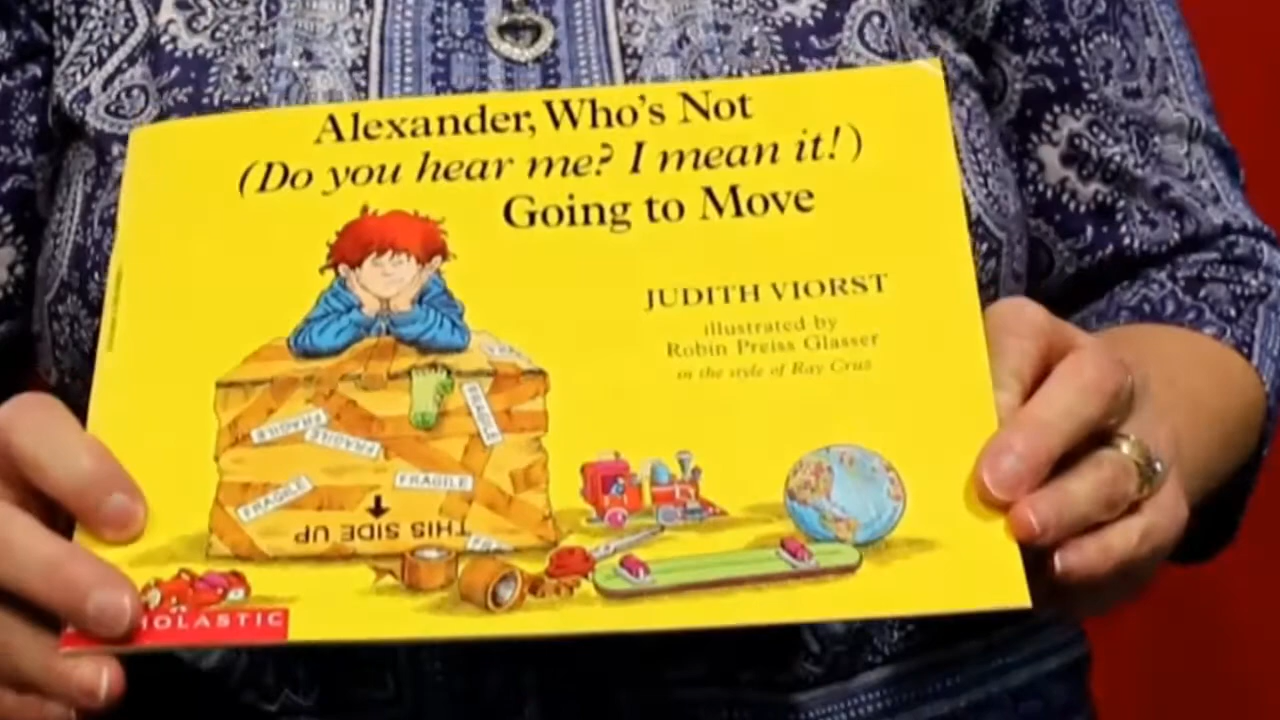 Alexander, Who's Not
(Do you hear me? I mean it!)
Going to Move
JUDITH VIORST
illustrated by
Robin Preiss Glasser
in the style of Ray Cruz
FRAGILE
FRAGILE
FRAGILE
FRAGILE
FRAGILE
THIS SIDE UP
HOLASTIC